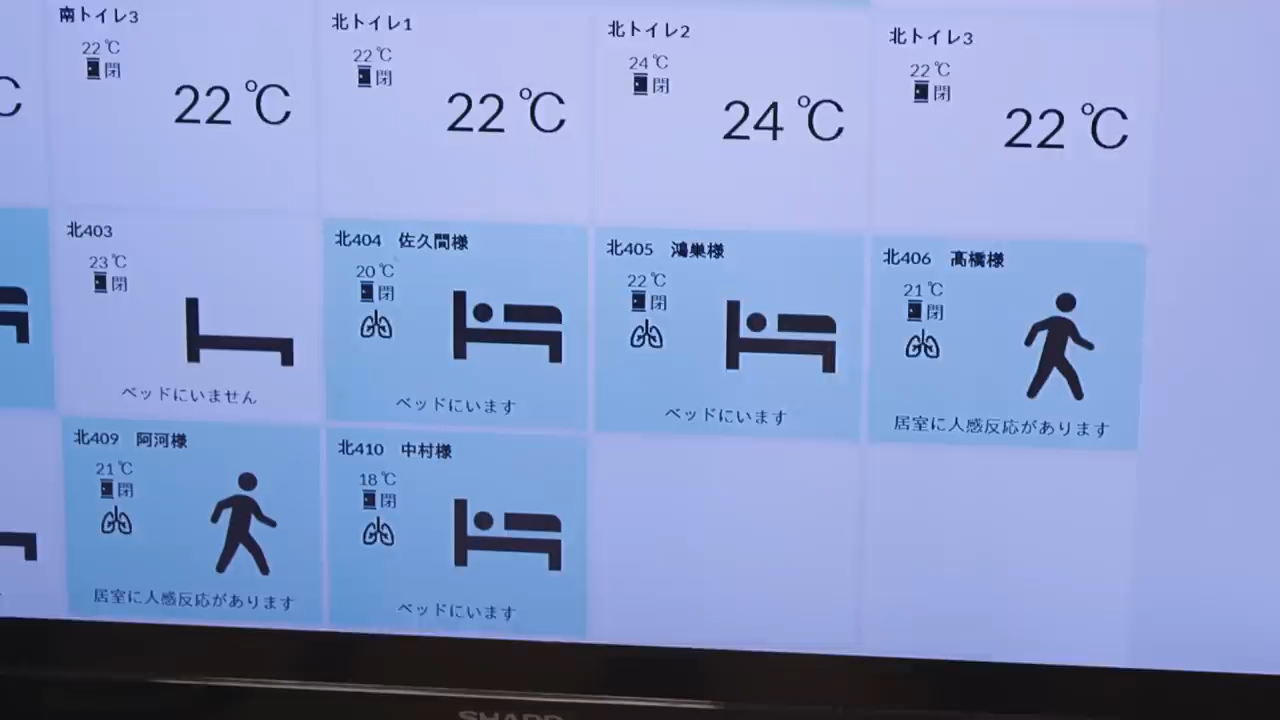 南トイレ3
22℃
閉
22℃
北トイレ1
22℃
閉
22℃
北トイレ2
24℃
閉
24℃
北トイレ3
22℃
閉
22℃
北403
23℃
閉
ベッドにいません
北404 佐久間様
20℃
閉
ベッドにいます
北405 鴻巣様
22℃
閉
ベッドにいます
北406 高橋様
21℃
閉
居室に人感反応があります
北409 阿河様
21℃
閉
居室に人感反応があります
北410 中村様
18℃
閉
ベッドにいます
SHARP